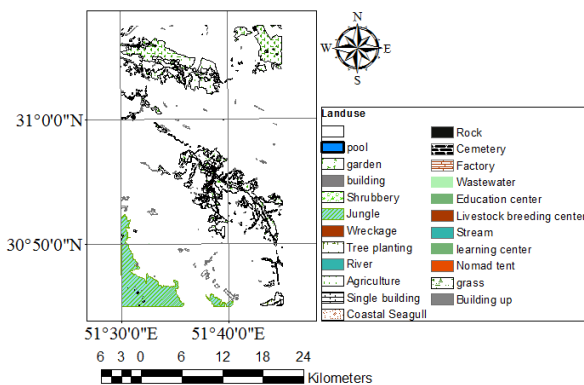 N
W E
S
31°0'0"N
30°50'0"N
51°30'0"E 51°40'0"E
6 3 0 6 12 18 24
Kilometers
Landuse
pool
garden
building
Shrubbery
Jungle
Wreckage
Tree planting
River
Agriculture
Single building
Coastal Seagull
Rock
Cemetery
Factory
Wastewater
Education center
Livestock breeding center
Stream
learning center
Nomad tent
grass
Building up